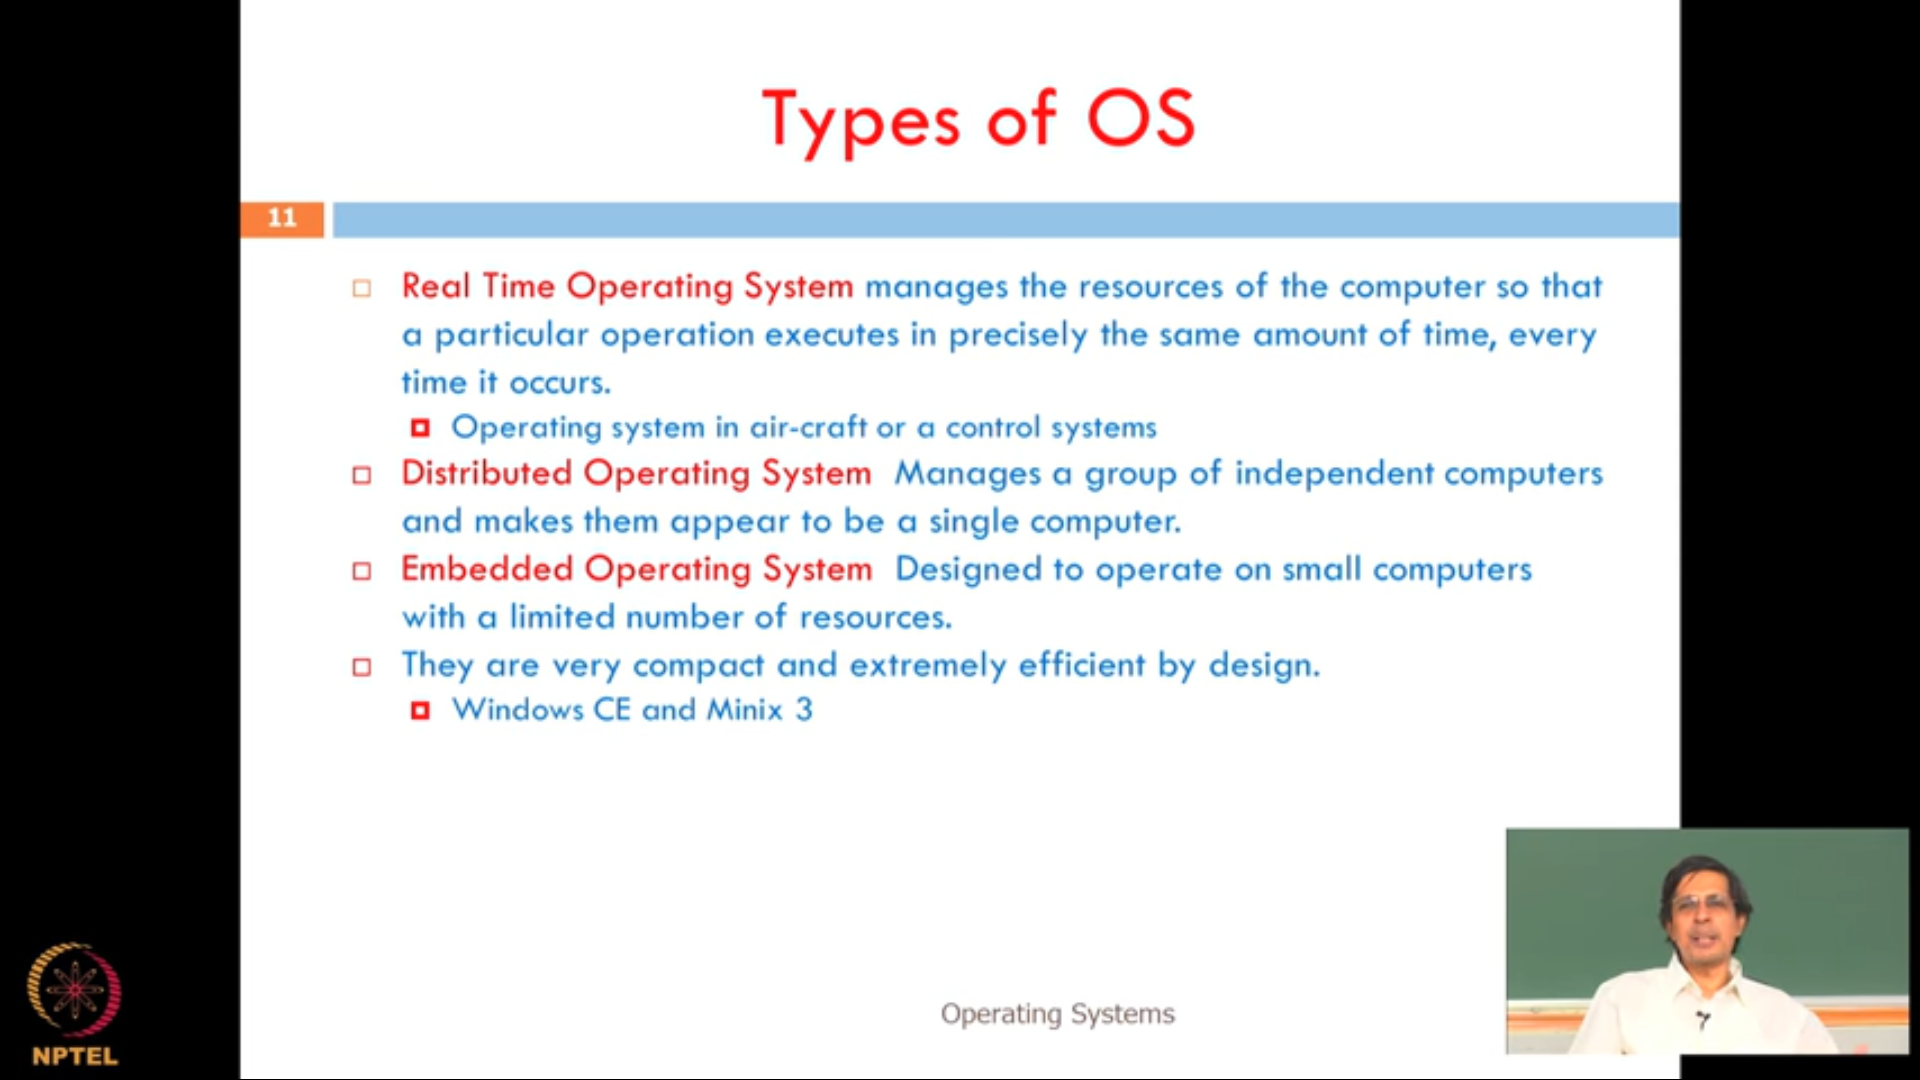 Types of OS
11
Real Time Operating System manages the resources of the computer so that
a particular operation executes in precisely the same amount of time, every
time it occurs.
Operating system in air-craft or a control systems
Distributed Operating System Manages a group of independent computers
and makes them appear to be a single computer.
Embedded Operating System Designed to operate on small computers
with a limited number of resources.
They are very compact and extremely efficient by design.
Windows CE and Minix 3
Operating Systems
NPTEL